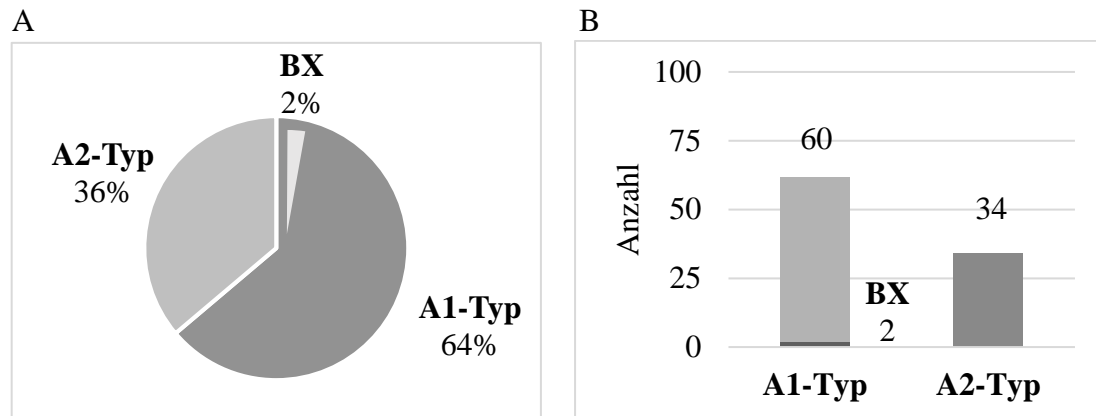 A
BX
2%
A2-Typ
36%
A1-Typ
64%
B
Anzahl
100
75
50
25
0
60
BX
2
34
A1-Typ
A2-Typ